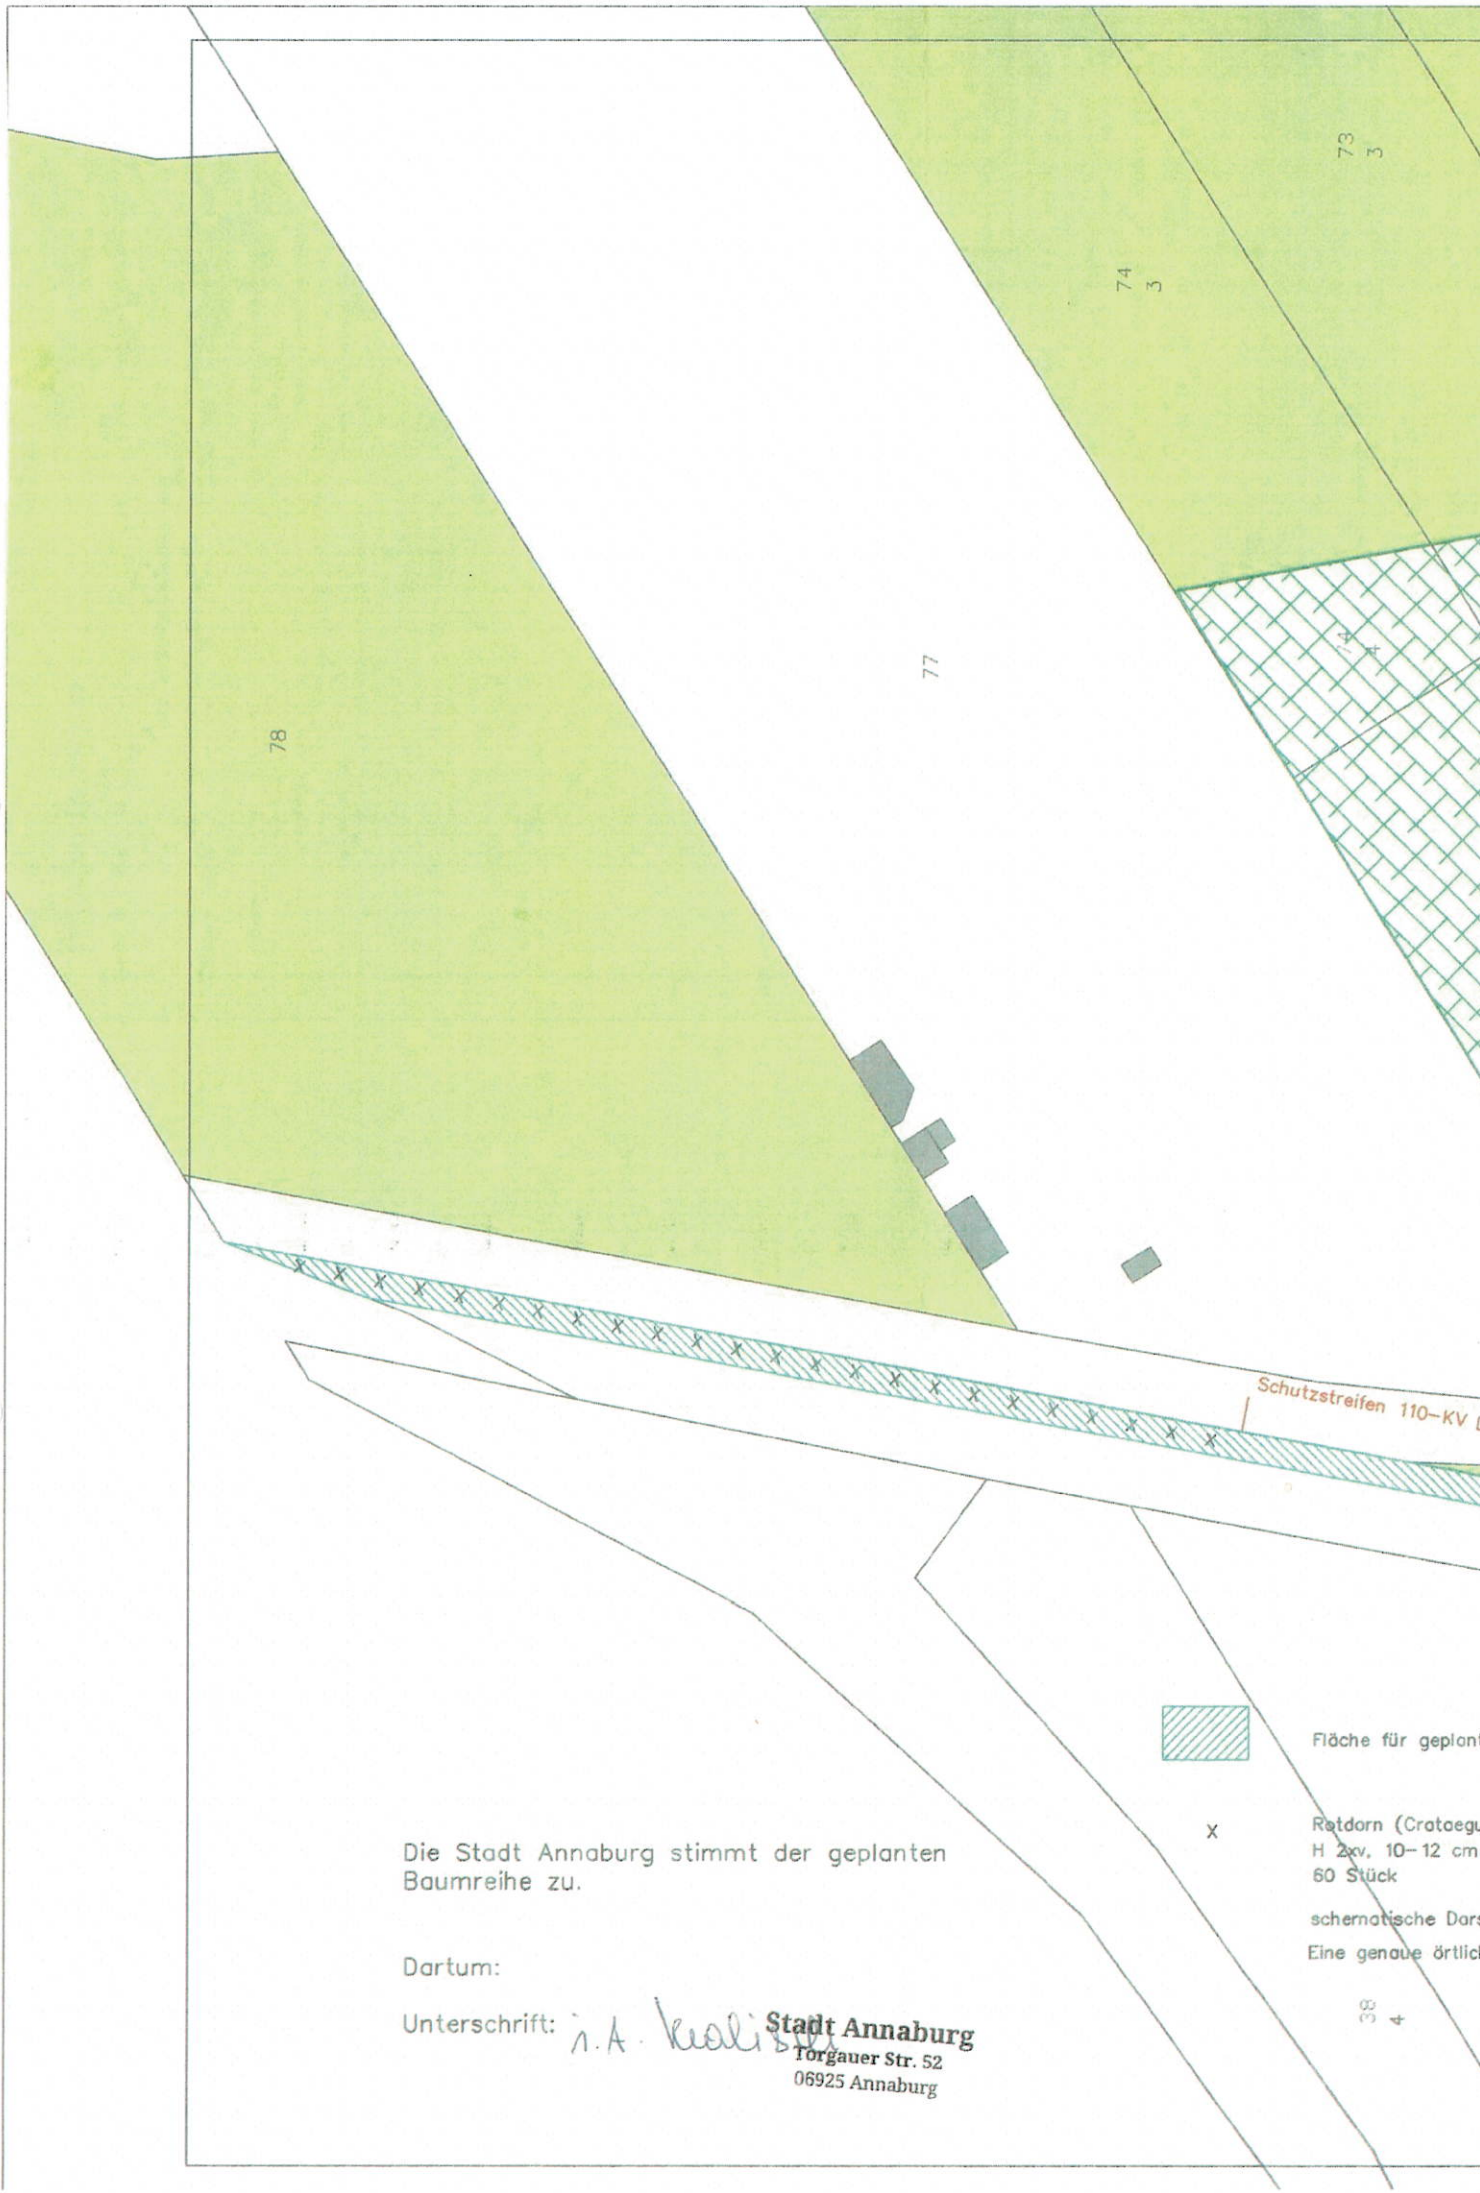 73
3
74
3
74
4
77
78
Schutzstreifen 110-KV
Fläche für geplant
x
Rotdorn (Crataegu
H 2xv. 10-12 cm
60 Stück
schematische Dars
Eine genaue örtlich
38
4
Die Stadt Annaburg stimmt der geplanten
Baumreihe zu.
Dartum:
Unterschrift: i.A.
Stadt Annaburg
Torgauer Str. 52
06925 Annaburg